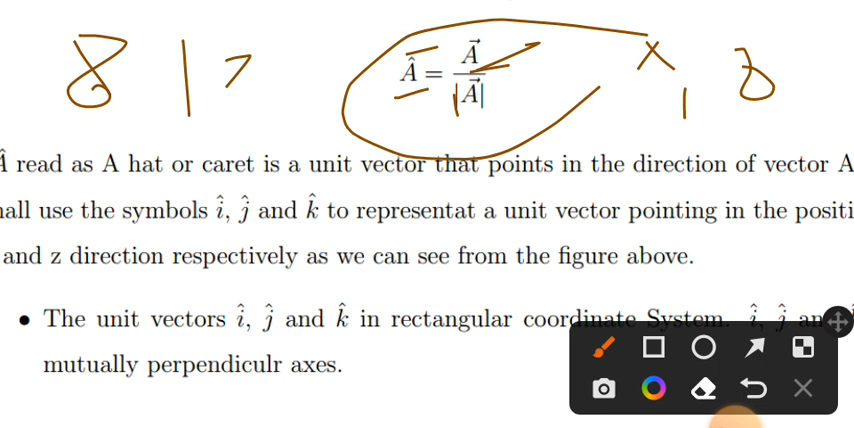 8 1 7
Â = A⃗ / |A⃗|
x, 8
Â read as A hat or caret is a unit vector that points in the direction of vector A
all use the symbols î, ĵ and k̂ to representat a unit vector pointing in the positi
and z direction respectively as we can see from the figure above.
• The unit vectors î, ĵ and k̂ in rectangular coordinate System. î, ĵ an
mutually perpendiculr axes.